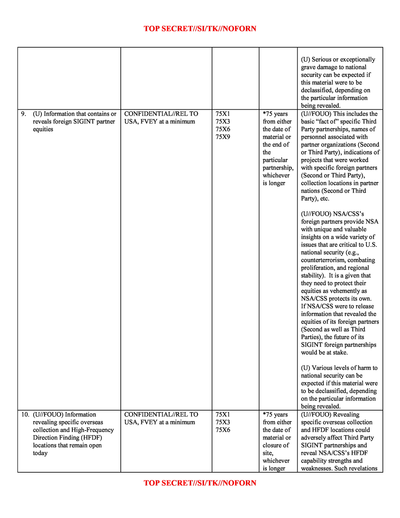 TOP SECRET//SI/TK//NOFORN
(U) Serious or exceptionally
grave damage to national
security can be expected if
this material were to be
declassified, depending on
the particular information
being revealed.
9. (U) Information that contains or
reveals foreign SIGINT partner
equities
CONFIDENTIAL//REL TO
USA, FVEY at a minimum
75X1
75X3
75X6
75X9
*75 years
from either
the date of
material or
the end of
the
particular
partnership,
whichever
is longer
(U//FOUO) This includes the
basic “fact of” specific Third
Party partnerships, names of
personnel associated with
partner organizations (Second
or Third Party), indications of
projects that were worked
with specific foreign partners
(Second or Third Party),
collection locations in partner
nations (Second or Third
Party), etc.
(U//FOUO) NSA/CSS’s
foreign partners provide NSA
with unique and valuable
insights on a wide variety of
issues that are critical to U.S.
national security (e.g.,
counterterrorism, combating
proliferation, and regional
stability). It is a given that
they need to protect their
equities as vehemently as
NSA/CSS protects its own.
If NSA/CSS were to release
information that revealed the
equities of its foreign partners
(Second as well as Third
Parties), the future of its
SIGINT foreign partnerships
would be at stake.
(U) Various levels of harm to
national security can be
expected if this material were
to be declassified, depending
on the particular information
being revealed.
10. (U//FOUO) Information
revealing specific overseas
collection and High-Frequency
Direction Finding (HFDF)
locations that remain open
today
CONFIDENTIAL//REL TO
USA, FVEY at a minimum
75X1
75X3
75X6
*75 years
from either
the date of
material or
closure of
site,
whichever
is longer
(U//FOUO) Revealing
specific overseas collection
and HFDF locations could
adversely affect Third Party
SIGINT partnerships and
reveal NSA/CSS’s HFDF
capability strengths and
weaknesses. Such revelations
TOP SECRET//SI/TK//NOFORN